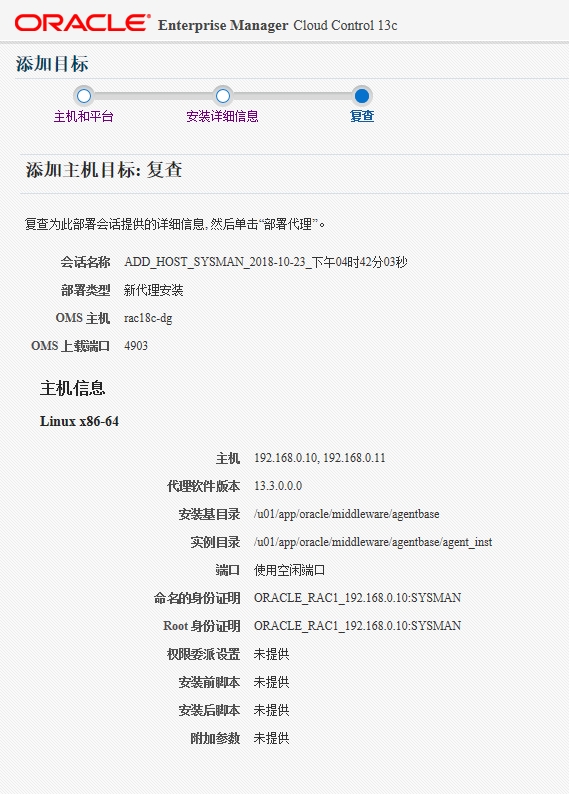 ORACLE® Enterprise Manager Cloud Control 13c
添加目标
主机和平台 安装详细信息 复查
添加主机目标: 复查
复查为此部署会话提供的详细信息, 然后单击“部署代理”。
会话名称 ADD_HOST_SYSMAN_2018-10-23_下午04时42分03秒
部署类型 新代理安装
OMS 主机 rac18c-dg
OMS 上载端口 4903
主机信息
Linux x86-64
主机 192.168.0.10, 192.168.0.11
代理软件版本 13.3.0.0.0
安装基目录 /u01/app/oracle/middleware/agentbase
实例目录 /u01/app/oracle/middleware/agentbase/agent_inst
端口 使用空闲端口
命名的身份证明 ORACLE_RAC1_192.168.0.10:SYSMAN
Root 身份证明 ORACLE_RAC1_192.168.0.10:SYSMAN
权限委派设置 未提供
安装前脚本 未提供
安装后脚本 未提供
附加参数 未提供